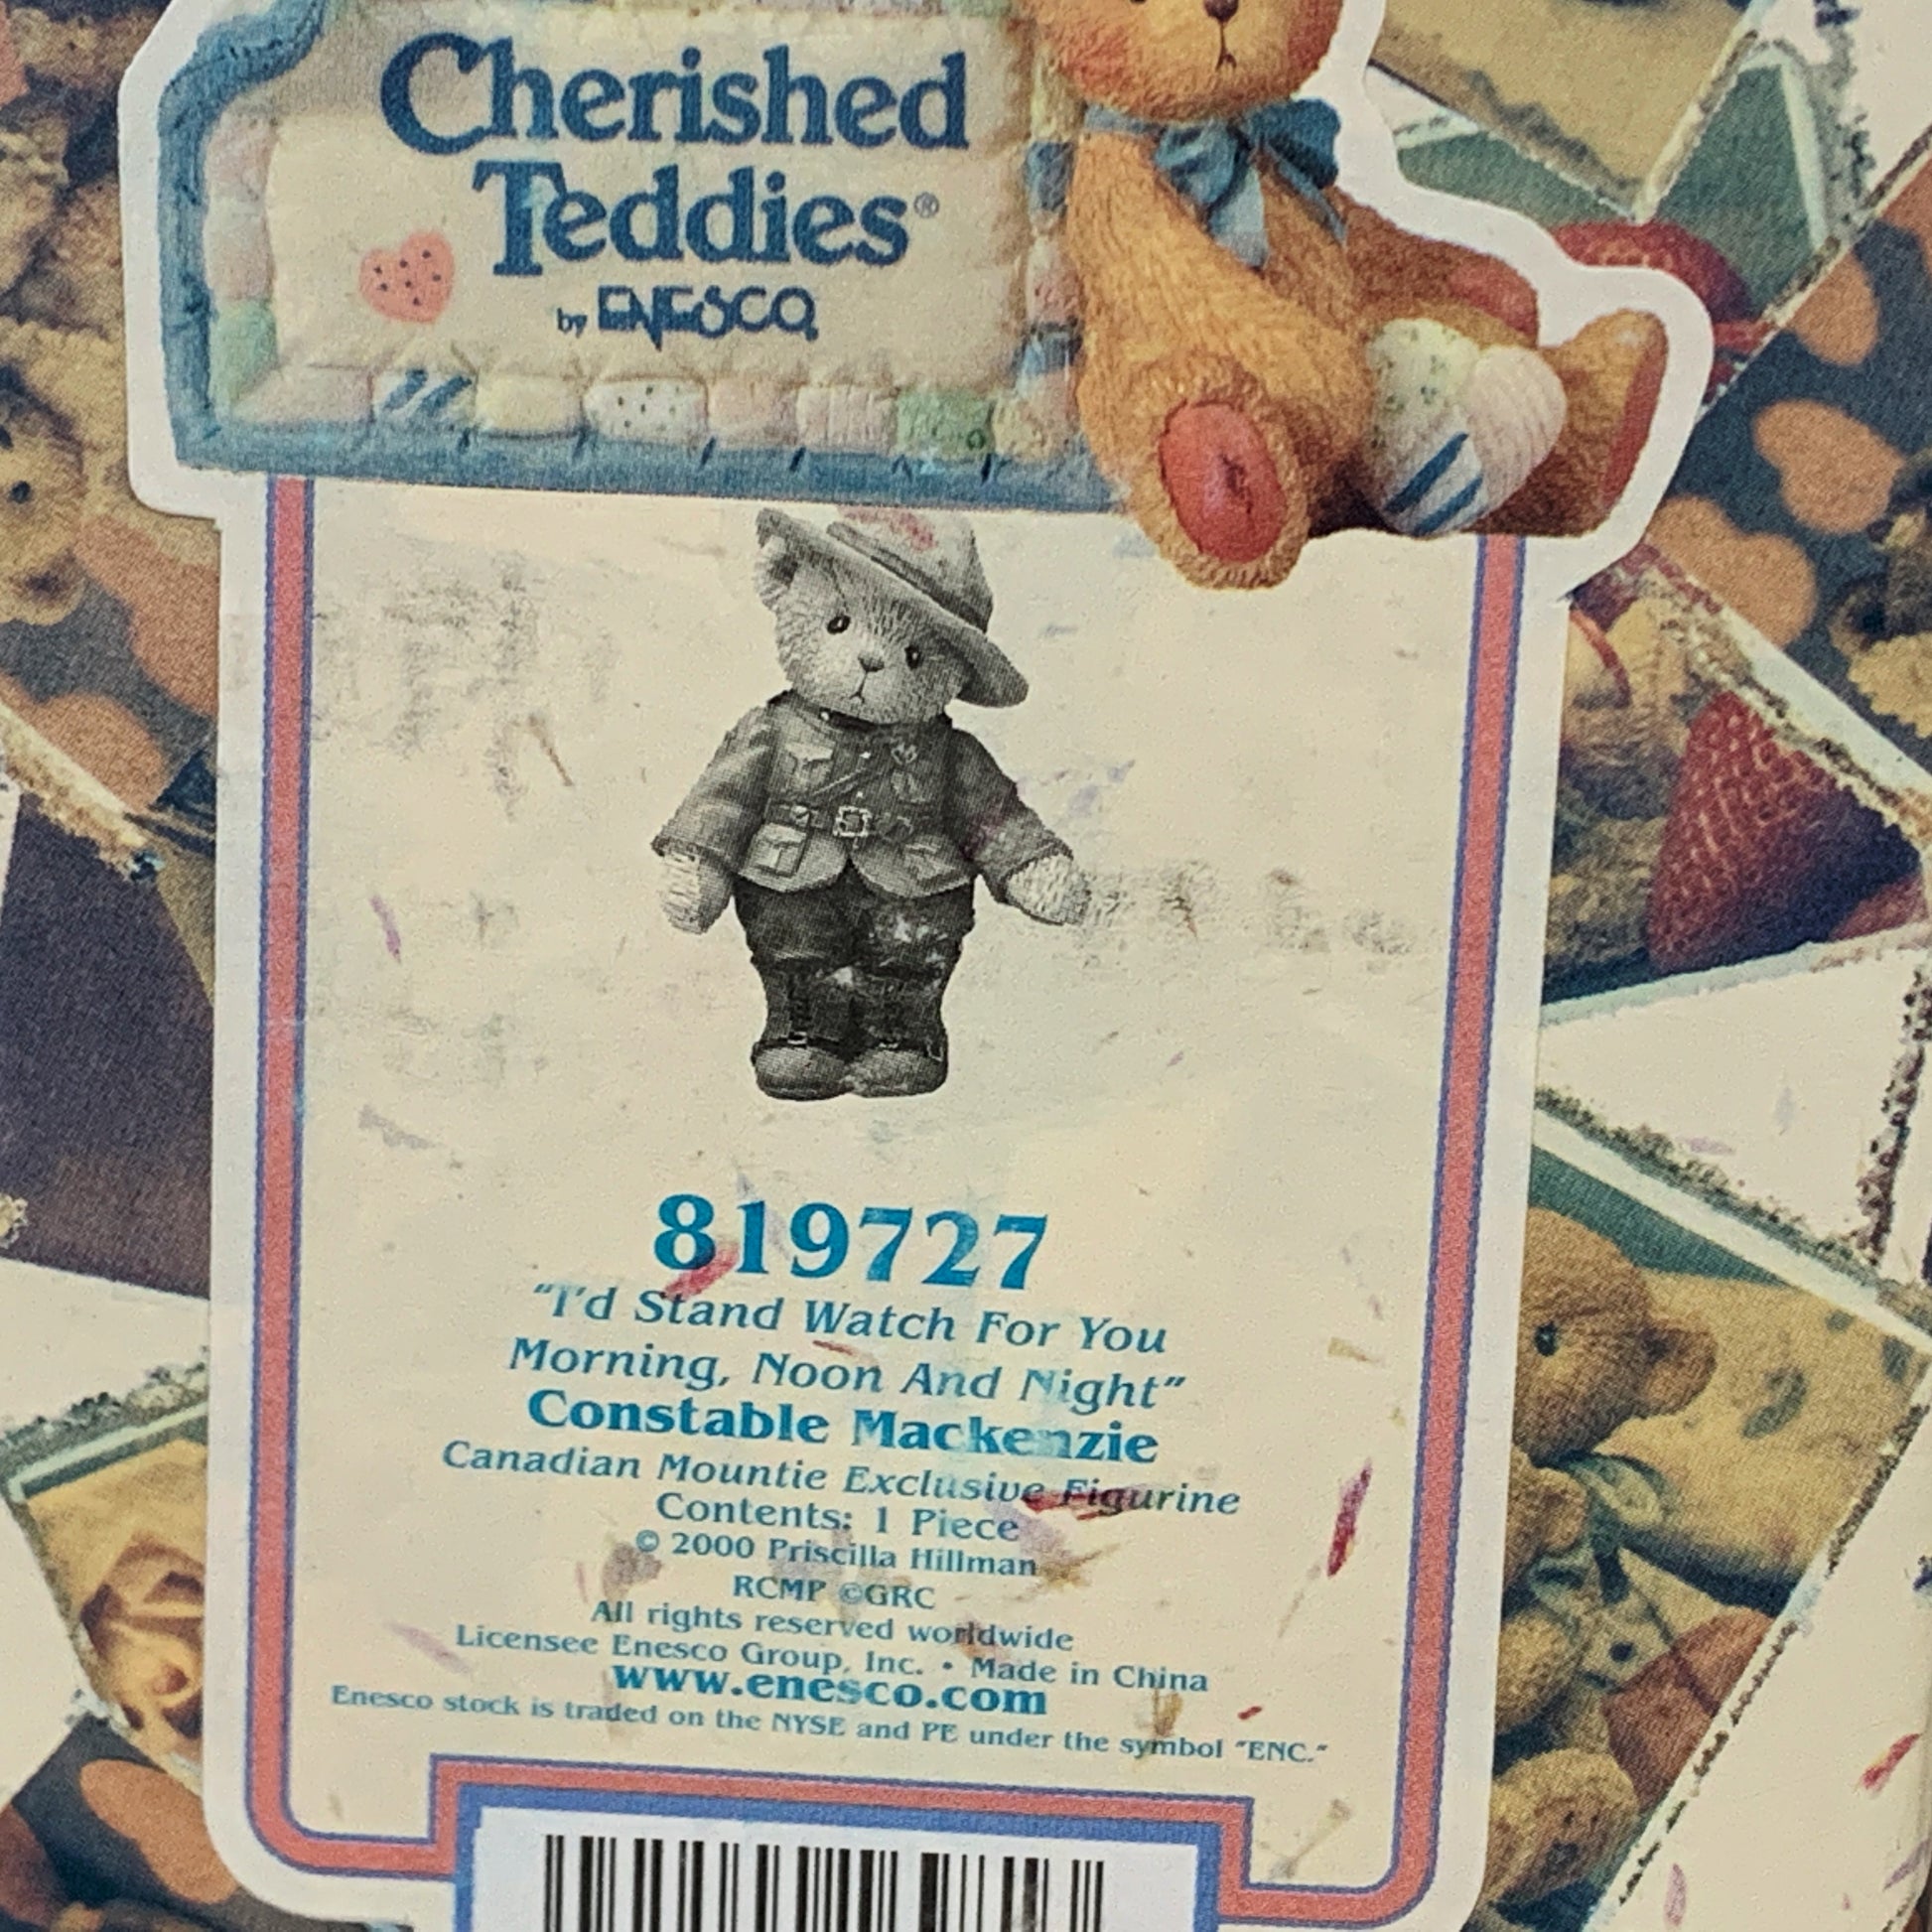 Cherished
Teddies®
by ENESCO
819727
"I'd Stand Watch For You
Morning, Noon And Night"
Constable Mackenzie
Canadian Mountie Exclusive Figurine
Contents: 1 Piece
© 2000 Priscilla Hillman
RCMP ©GRC
All rights reserved worldwide
Licensee Enesco Group, Inc. • Made in China
www.enesco.com
Enesco stock is traded on the NYSE and PE under the symbol "ENC."